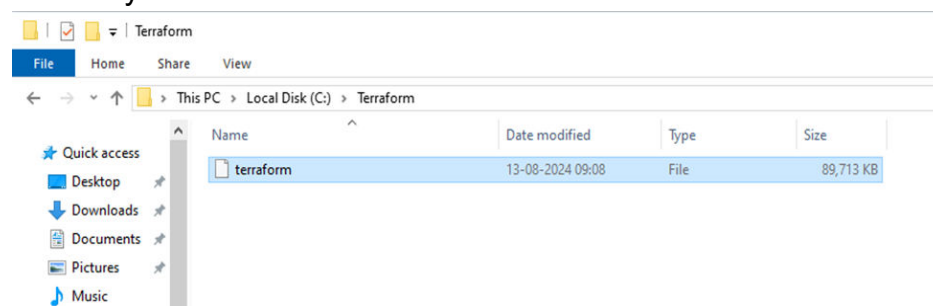 Terraform
File Home Share View
This PC > Local Disk (C:) > Terraform
Name Date modified Type Size
Quick access
terraform 13-08-2024 09:08 File 89,713 KB
Desktop
Downloads
Documents
Pictures
Music